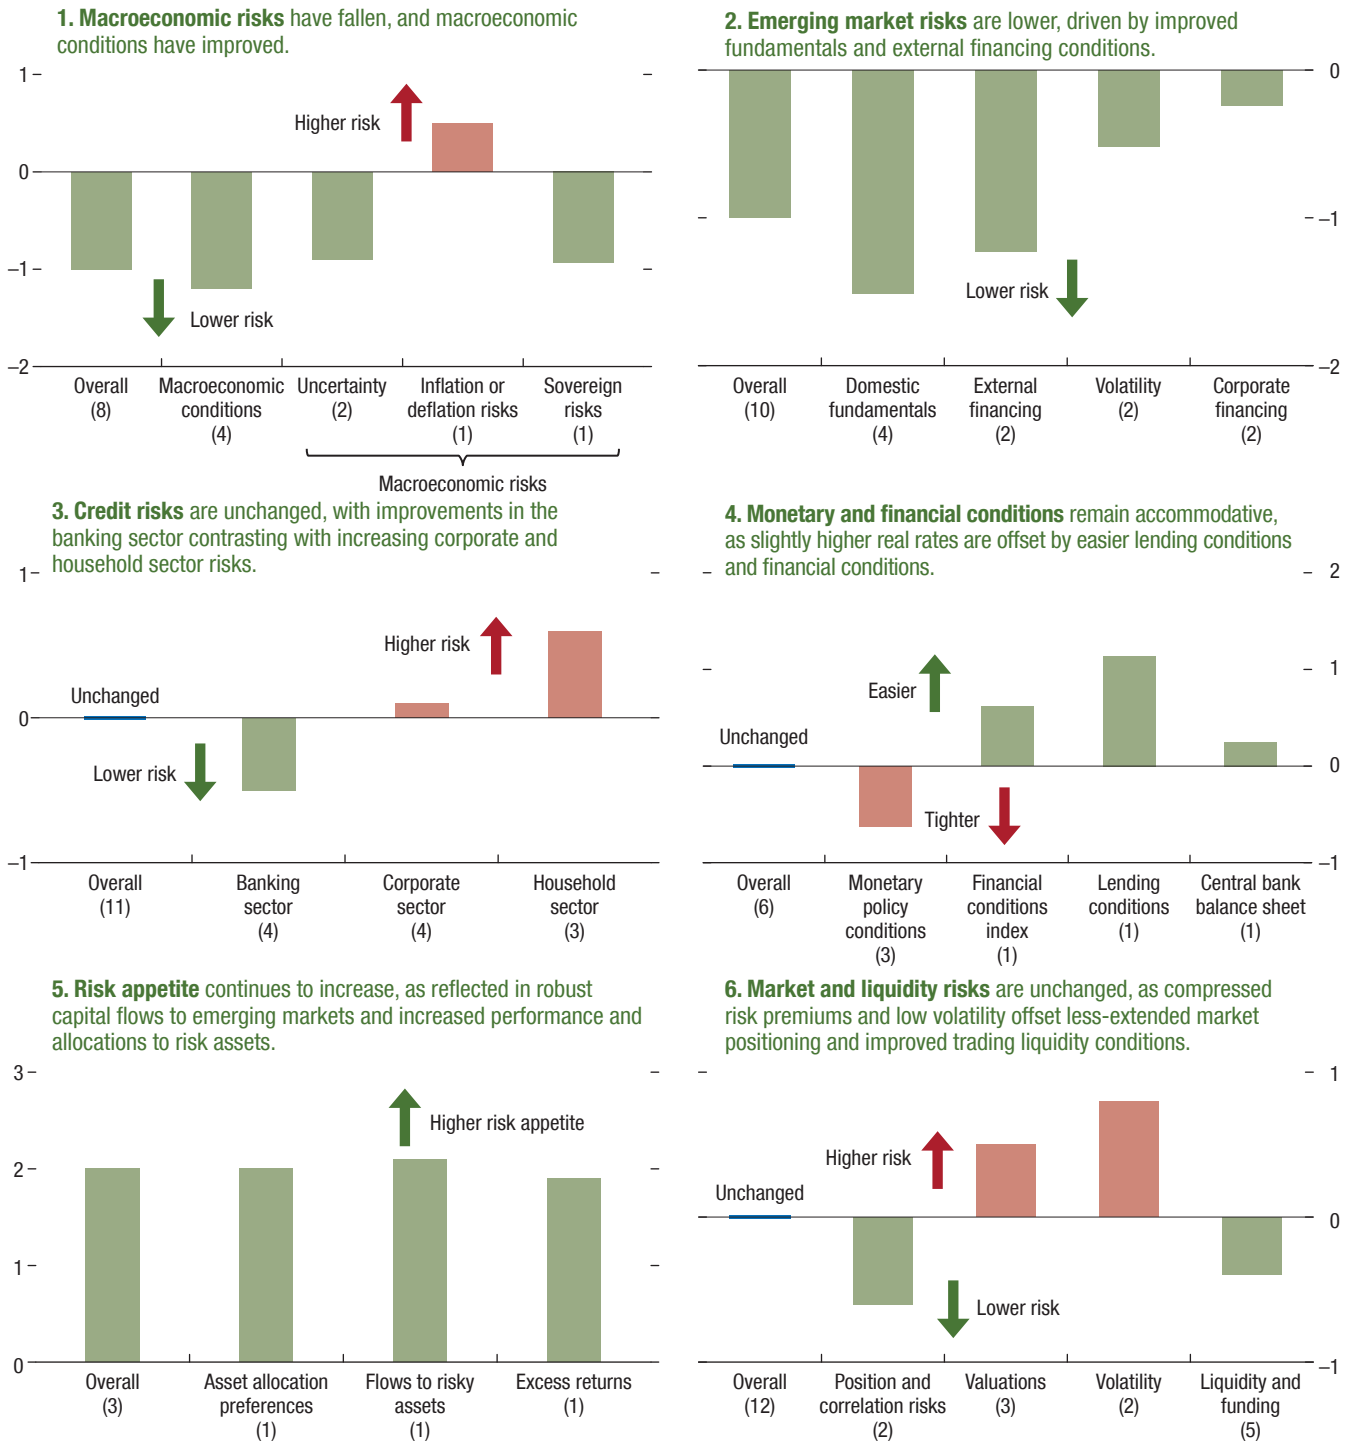 1. Macroeconomic risks have fallen, and macroeconomic
conditions have improved.
1
0
–1
–2
Higher risk
Lower risk
Overall
(8)
Macroeconomic
conditions
(4)
Uncertainty
(2)
Inflation or
deflation risks
(1)
Sovereign
risks
(1)
Macroeconomic risks
2. Emerging market risks are lower, driven by improved
fundamentals and external financing conditions.
0
–1
–2
Lower risk
Overall
(10)
Domestic
fundamentals
(4)
External
financing
(2)
Volatility
(2)
Corporate
financing
(2)
3. Credit risks are unchanged, with improvements in the
banking sector contrasting with increasing corporate and
household sector risks.
1
0
–1
Unchanged
Higher risk
Lower risk
Overall
(11)
Banking
sector
(4)
Corporate
sector
(4)
Household
sector
(3)
4. Monetary and financial conditions remain accommodative,
as slightly higher real rates are offset by easier lending conditions
and financial conditions.
2
1
0
–1
Unchanged
Easier
Tighter
Overall
(6)
Monetary
policy
conditions
(3)
Financial
conditions
index
(1)
Lending
conditions
(1)
Central bank
balance sheet
(1)
5. Risk appetite continues to increase, as reflected in robust
capital flows to emerging markets and increased performance and
allocations to risk assets.
3
2
1
0
Higher risk appetite
Overall
(3)
Asset allocation
preferences
(1)
Flows to risky
assets
(1)
Excess returns
(1)
6. Market and liquidity risks are unchanged, as compressed
risk premiums and low volatility offset less-extended market
positioning and improved trading liquidity conditions.
1
0
–1
Unchanged
Higher risk
Lower risk
Overall
(12)
Position and
correlation risks
(2)
Valuations
(3)
Volatility
(2)
Liquidity and
funding
(5)